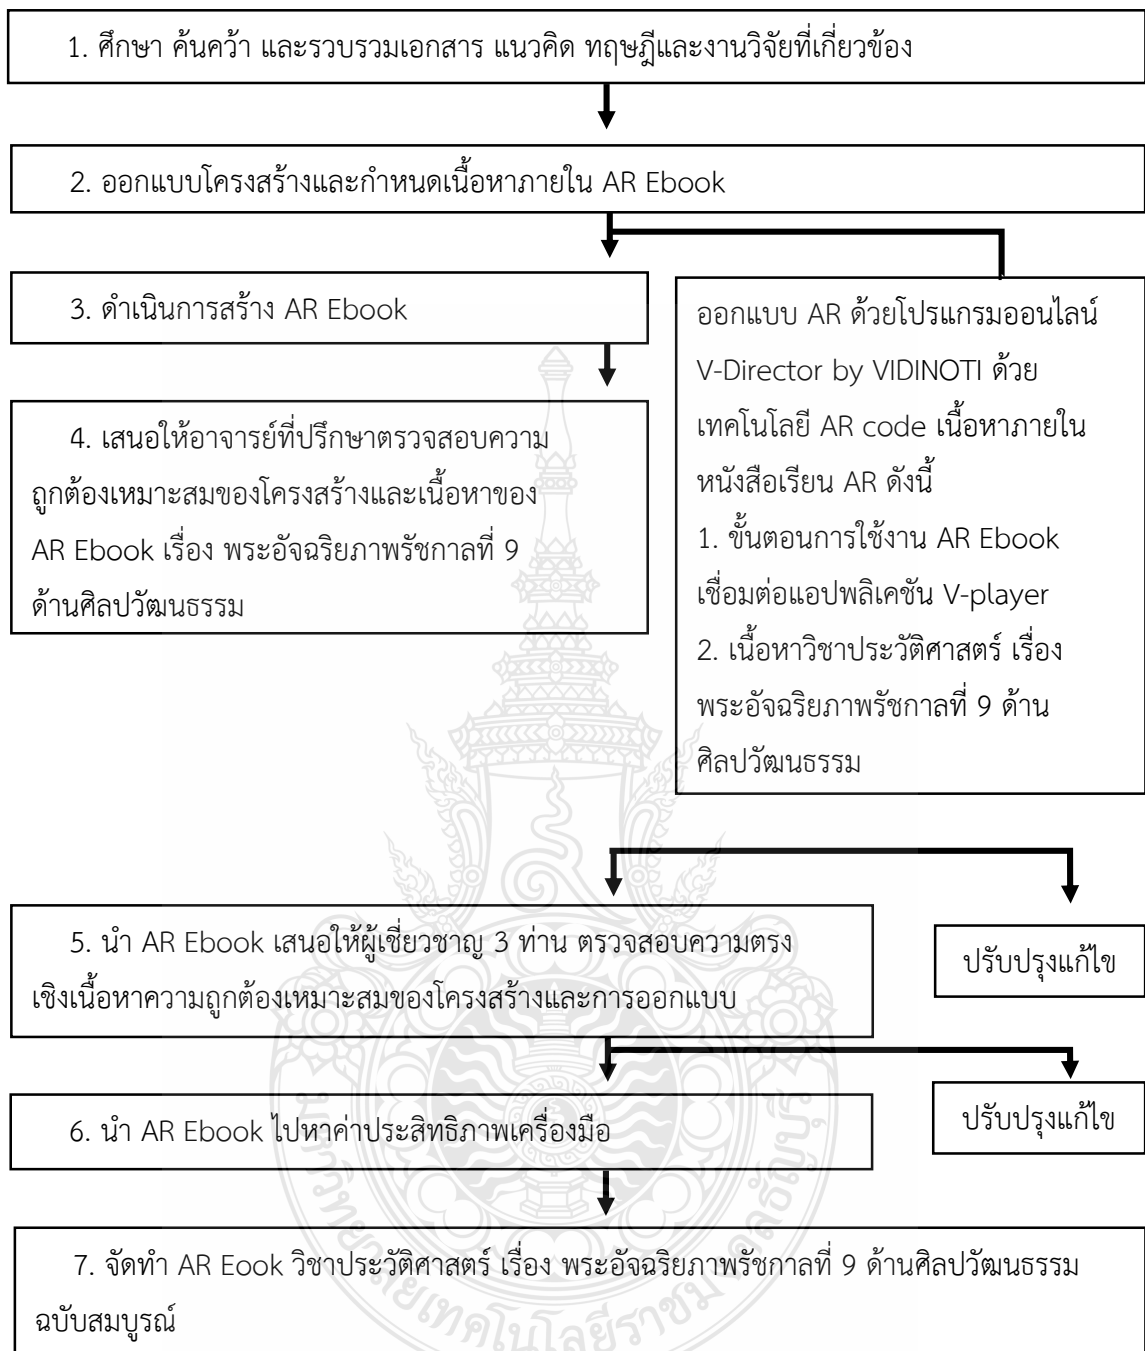 1. ศึกษา ค้นคว้า และรวบรวมเอกสาร แนวคิด ทฤษฎีและงานวิจัยที่เกี่ยวข้อง
2. ออกแบบโครงสร้างและกำหนดเนื้อหาภายใน AR Ebook
3. ดำเนินการสร้าง AR Ebook
ออกแบบ AR ด้วยโปรแกรมออนไลน์
V-Director by VIDINOTI ด้วย
เทคโนโลยี AR code เนื้อหาภายใน
หนังสือเรียน AR ดังนี้
1. ขั้นตอนการใช้งาน AR Ebook
เชื่อมต่อแอปพลิเคชัน V-player
2. เนื้อหาวิชาประวัติศาสตร์ เรื่อง
พระอัจฉริยภาพรัชกาลที่ 9 ด้าน
ศิลปวัฒนธรรม
4. เสนอให้อาจารย์ที่ปรึกษาตรวจสอบความ
ถูกต้องเหมาะสมของโครงสร้างและเนื้อหาของ
AR Ebook เรื่อง พระอัจฉริยภาพรัชกาลที่ 9
ด้านศิลปวัฒนธรรม
5. นำ AR Ebook เสนอให้ผู้เชี่ยวชาญ 3 ท่าน ตรวจสอบความตรง
เชิงเนื้อหาความถูกต้องเหมาะสมของโครงสร้างและการออกแบบ
ปรับปรุงแก้ไข
6. นำ AR Ebook ไปหาค่าประสิทธิภาพเครื่องมือ
ปรับปรุงแก้ไข
7. จัดทำ AR Eook วิชาประวัติศาสตร์ เรื่อง พระอัจฉริยภาพรัชกาลที่ 9 ด้านศิลปวัฒนธรรม
ฉบับสมบูรณ์
มหาวิทยาลัยเทคโนโลยีราชมงคลธัญบุรี